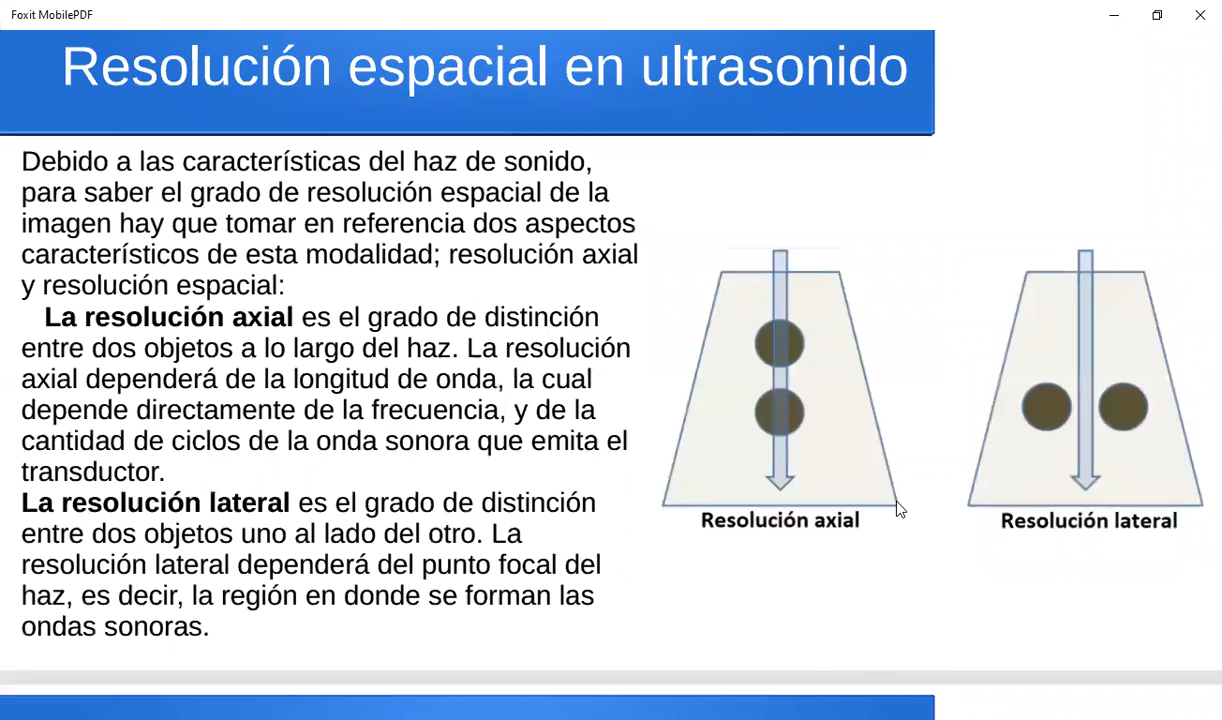 Foxit MobilePDF
Resolución espacial en ultrasonido
Debido a las características del haz de sonido,
para saber el grado de resolución espacial de la
imagen hay que tomar en referencia dos aspectos
característicos de esta modalidad; resolución axial
y resolución espacial:
La resolución axial es el grado de distinción
entre dos objetos a lo largo del haz. La resolución
axial dependerá de la longitud de onda, la cual
depende directamente de la frecuencia, y de la
cantidad de ciclos de la onda sonora que emita el
transductor.
La resolución lateral es el grado de distinción
entre dos objetos uno al lado del otro. La
resolución lateral dependerá del punto focal del
haz, es decir, la región en donde se forman las
ondas sonoras.
Resolución axial
Resolución lateral